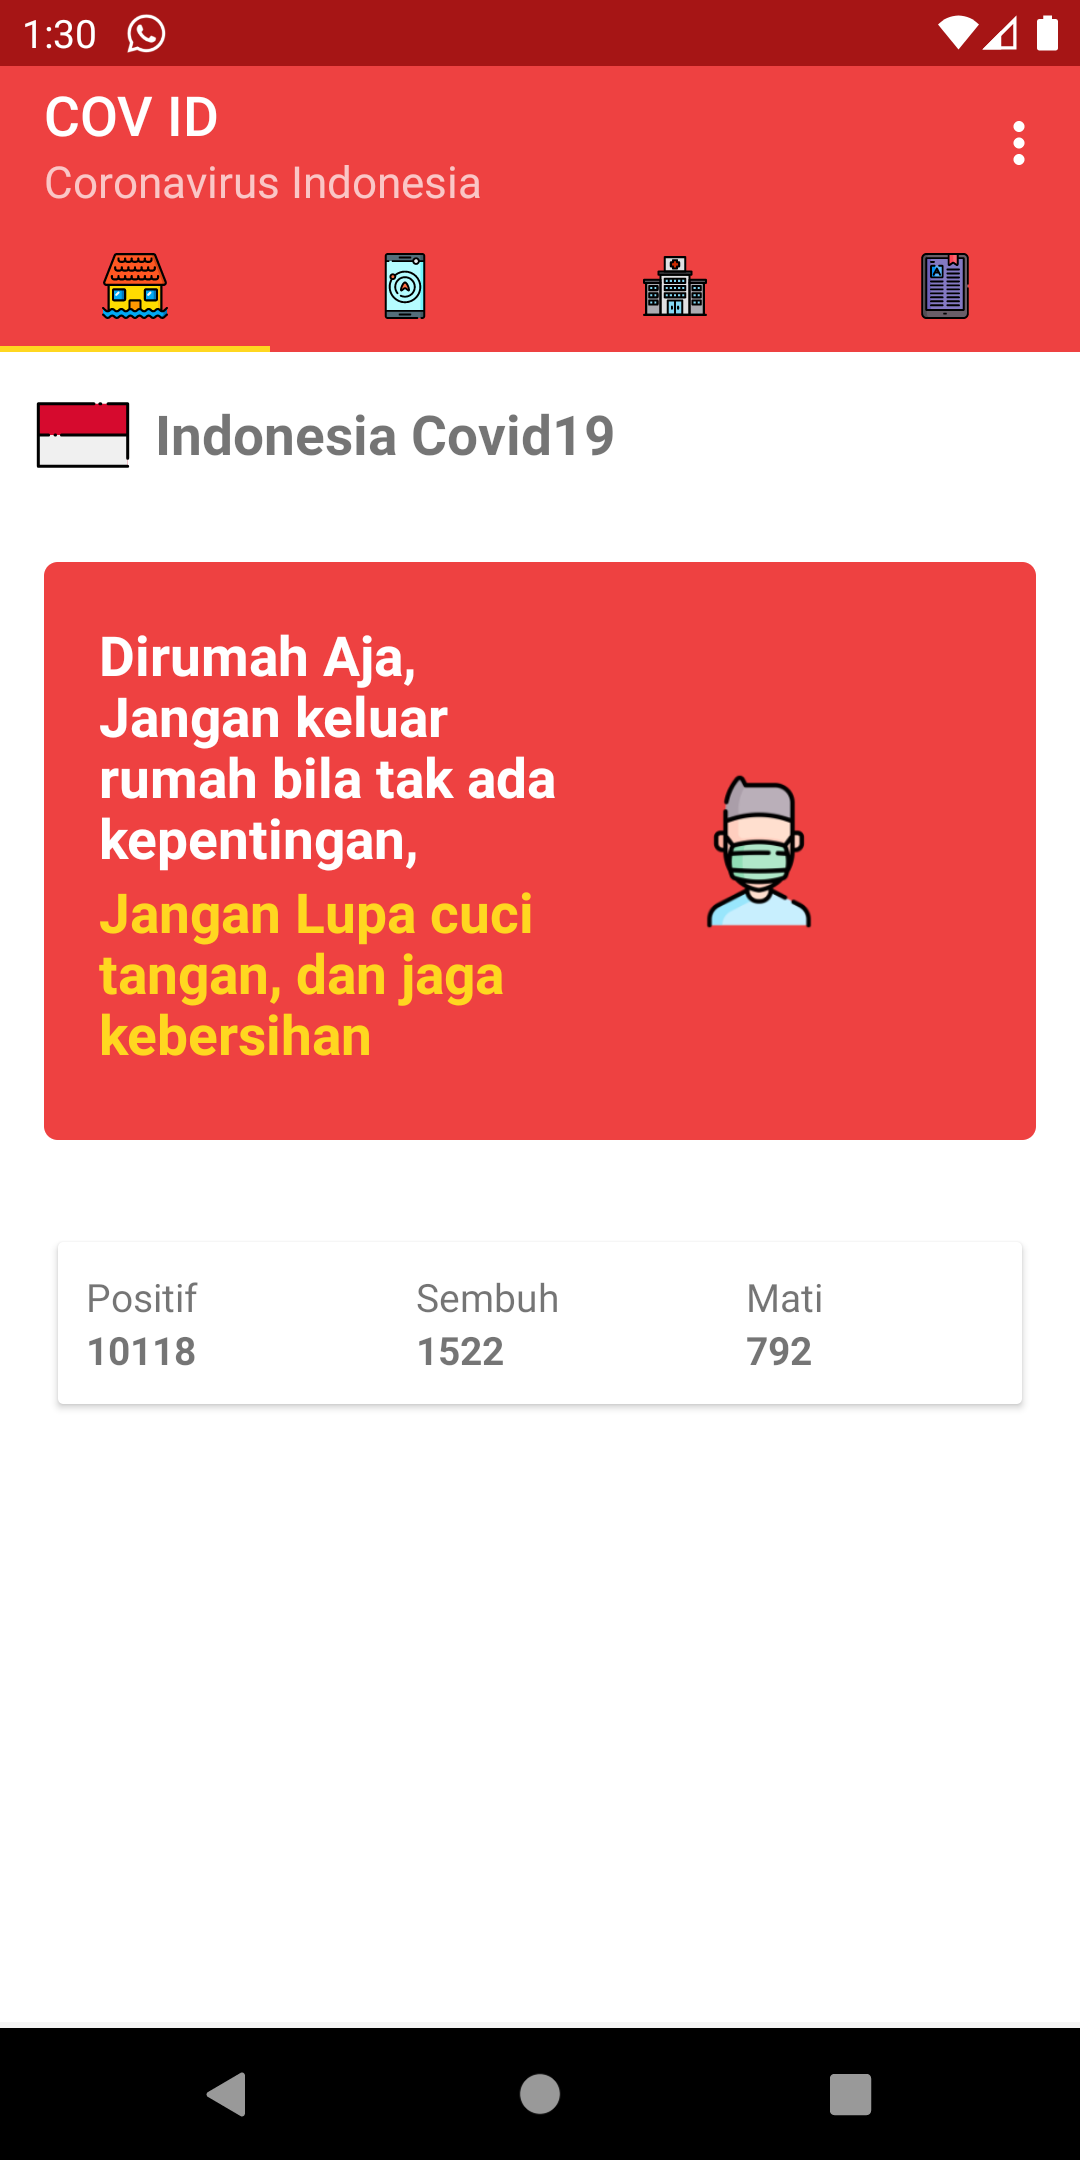 1:30
COV ID
Coronavirus Indonesia
Indonesia Covid19
Dirumah Aja,
Jangan keluar
rumah bila tak ada
kepentingan,
Jangan Lupa cuci
tangan, dan jaga
kebersihan
Positif Sembuh Mati
10118 1522 792